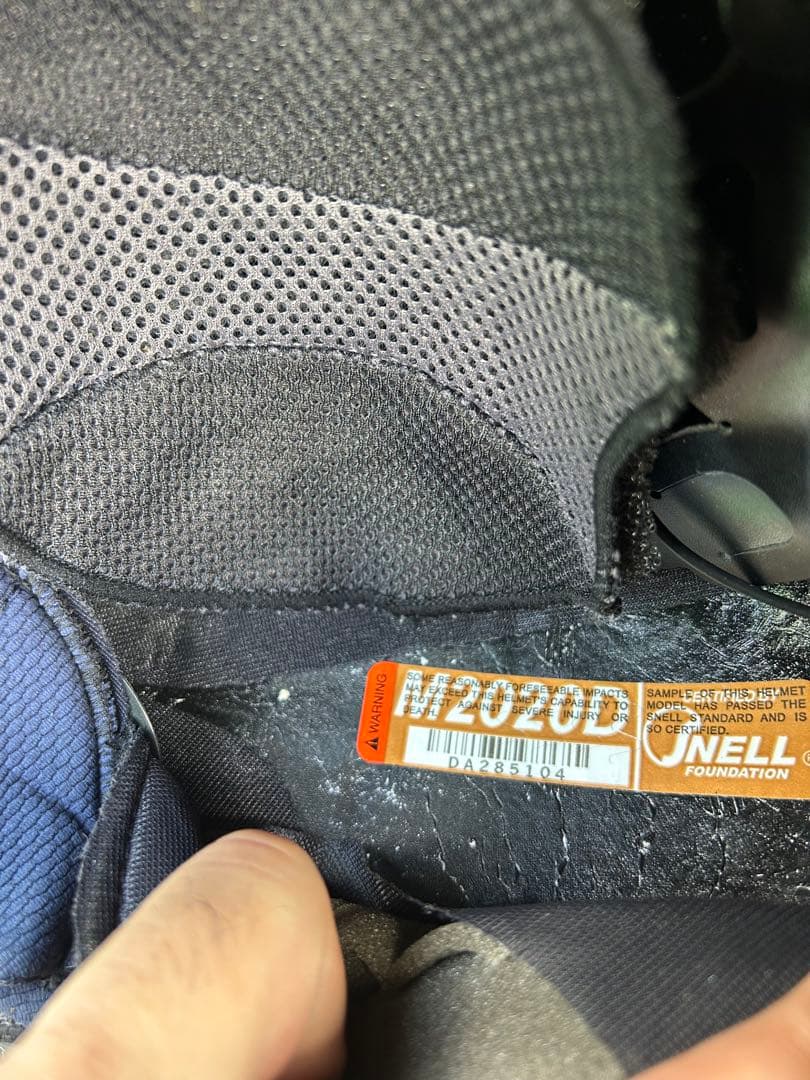 WARNING
SOME REASONABLY FORESEEABLE IMPACTS
MAY EXCEED THIS HELMET'S CAPABILITY TO
PROTECT AGAINST SEVERE INJURY OR
DEATH.
M2020D
DA285104
SAMPLE OF THIS HELMET
MODEL HAS PASSED THE
SNELL STANDARD AND IS
SO CERTIFIED.
SNELL®
FOUNDATION